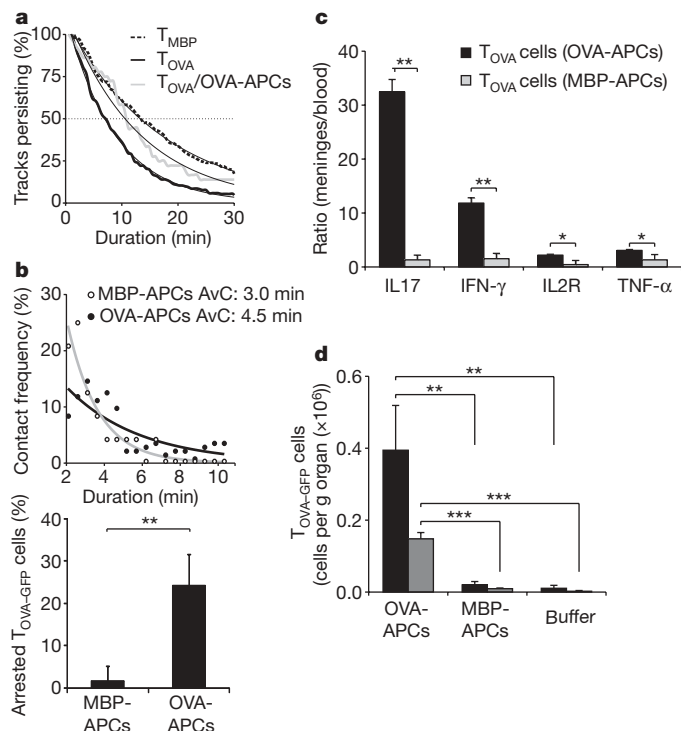 a
T_MBP
T_OVA
T_OVA/OVA-APCs
Tracks persisting (%)
100
75
50
25
0
0 10 20 30
Duration (min)
b
MBP-APCs AvC: 3.0 min
OVA-APCs AvC: 4.5 min
Contact frequency (%)
30
20
10
0
2 4 6 8 10
Duration (min)
Arrested T_OVA–GFP cells (%)
**
40
30
20
10
0
MBP-APCs
OVA-APCs
c
T_OVA cells (OVA-APCs)
T_OVA cells (MBP-APCs)
Ratio (meninges/blood)
40
30
20
10
0
**
**
*
*
IL17 IFN-γ IL2R TNF-α
d
T_OVA–GFP cells
(cells per g organ (×10⁶)
0.6
0.4
0.2
0.0
**
**
***
***
OVA-APCs
MBP-APCs
Buffer